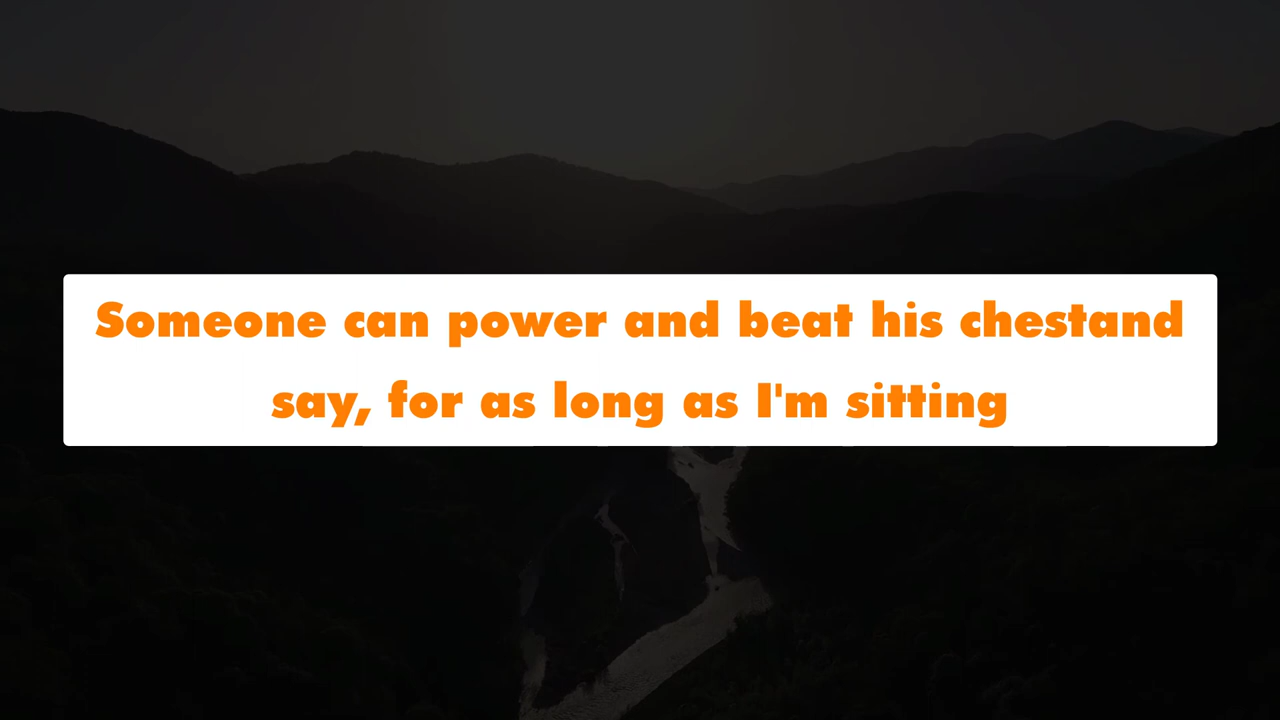 Someone can power and beat his chestand
say, for as long as I'm sitting